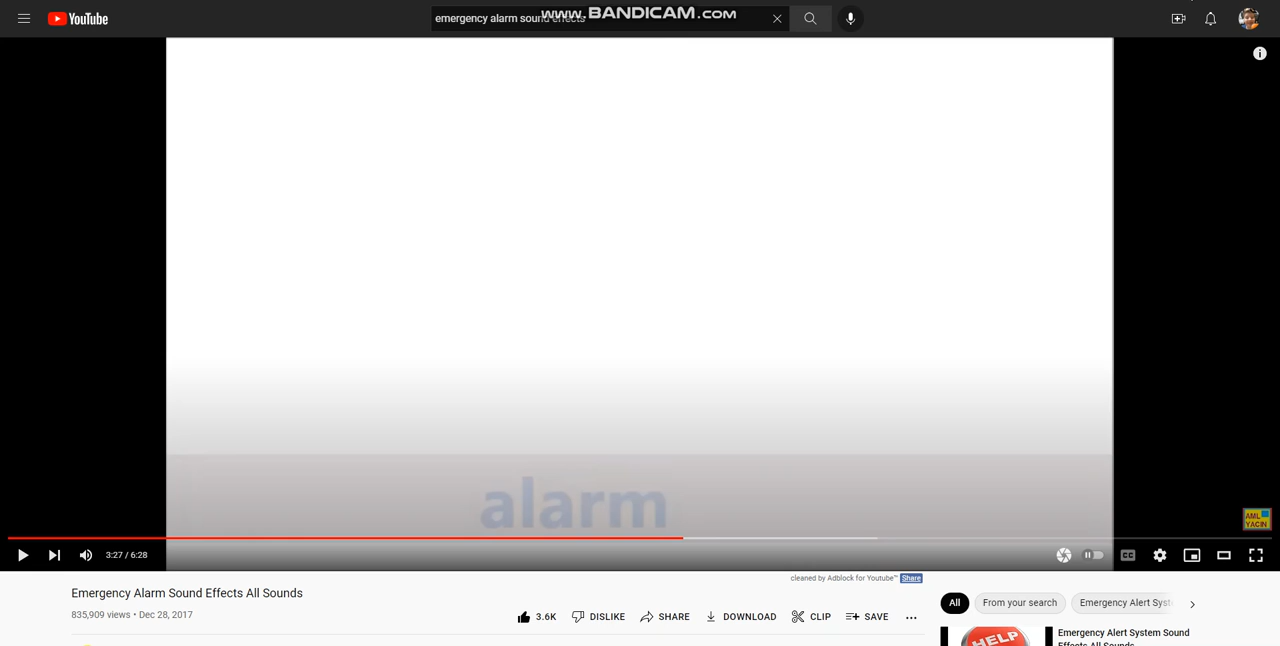 YouTube
emergency alarm sound effects
www.BANDICAM.com
alarm
AML
YACIN
3:27 / 6:28
CC
cleaned by Adblock for Youtube™ Share
Emergency Alarm Sound Effects All Sounds
835,909 views • Dec 28, 2017
3.6K DISLIKE SHARE DOWNLOAD CLIP SAVE
All From your search Emergency Alert Syst
HELP
Emergency Alert System Sound
Effects All Sounds